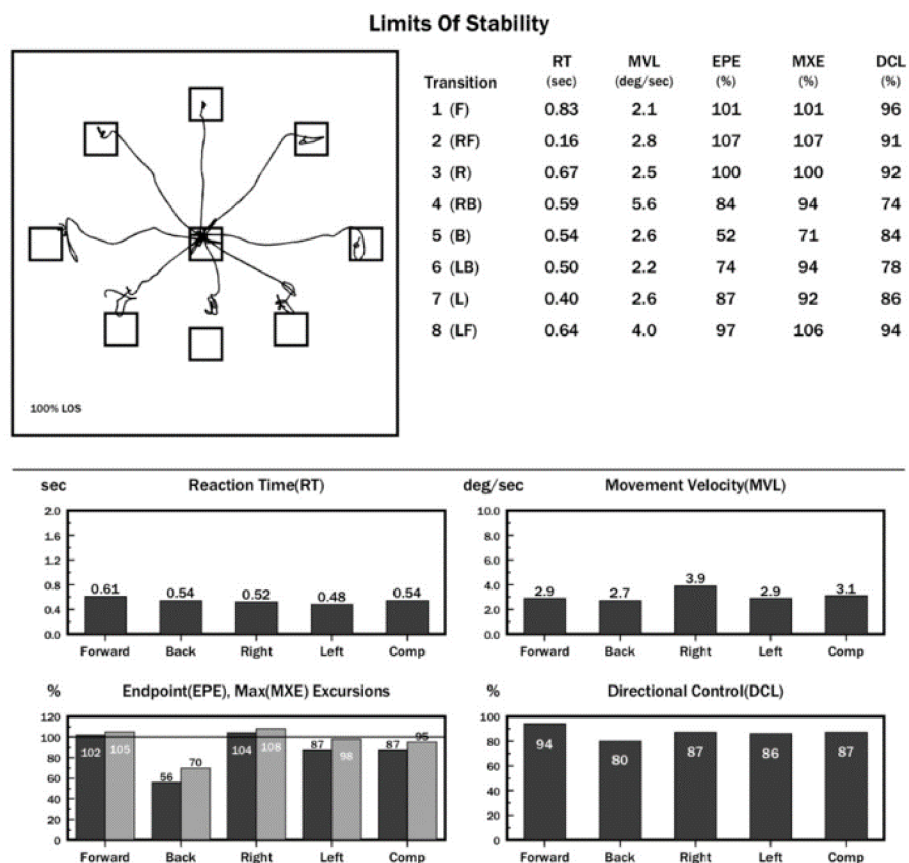 Limits Of Stability
Transition RT (sec) MVL (deg/sec) EPE (%) MXE (%) DCL (%)
1 (F) 0.83 2.1 101 101 96
2 (RF) 0.16 2.8 107 107 91
3 (R) 0.67 2.5 100 100 92
4 (RB) 0.59 5.6 84 94 74
5 (B) 0.54 2.6 52 71 84
6 (LB) 0.50 2.2 74 94 78
7 (L) 0.40 2.6 87 92 86
8 (LF) 0.64 4.0 97 106 94
100% LOS
sec Reaction Time(RT)
2.0
1.6
1.2
0.8
0.4
0.0
0.61 0.54 0.52 0.48 0.54
Forward Back Right Left Comp
deg/sec Movement Velocity(MVL)
10.0
8.0
6.0
4.0
2.0
0.0
2.9 2.7 3.9 2.9 3.1
Forward Back Right Left Comp
% Endpoint(EPE), Max(MXE) Excursions
120
100
80
60
40
20
0
102 105 56 70 104 108 87 98 87 95
Forward Back Right Left Comp
% Directional Control(DCL)
100
80
60
40
20
0
94 80 87 86 87
Forward Back Right Left Comp